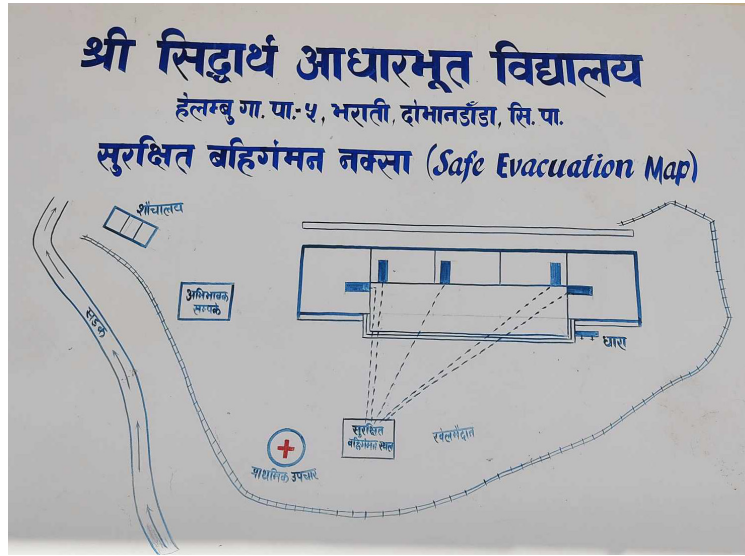 श्री सिद्धार्थ आधारभूत विद्यालय
हेलम्बु गा. पा.-५, भराती, दोभानडाँडा, सि. पा.
सुरक्षित बहिर्गमन नक्सा (Safe Evacuation Map)
शौचालय
अभिभावक
सम्पर्क
सडक
धारा
सुरक्षित
बहिर्गमन स्थल
खेलमैदान
प्राथमिक उपचार